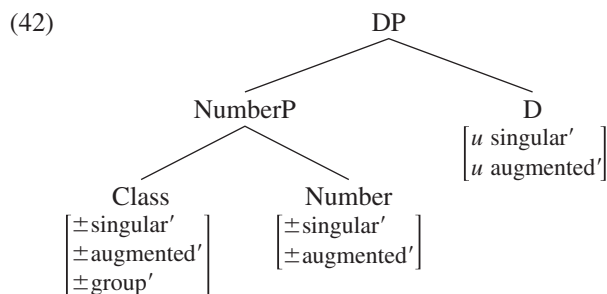 (42)
DP
NumberP D
[u singular′
u augmented′]
Class Number
[±singular′
±augmented′
±group′]
[±singular′
±augmented′]